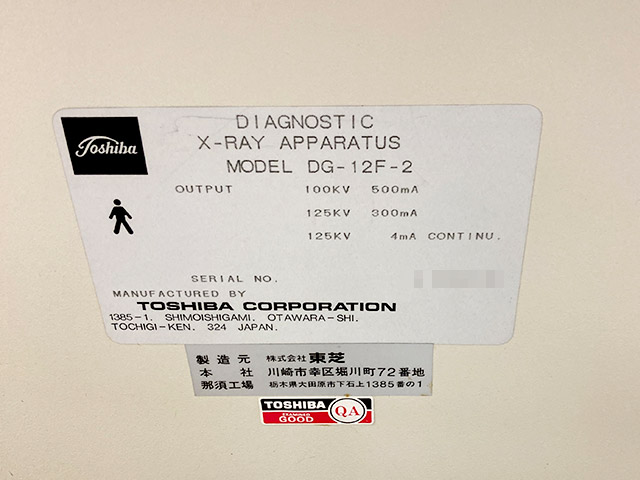 Toshiba
DIAGNOSTIC
X-RAY APPARATUS
MODEL DG-12F-2
OUTPUT 100KV 500mA
125KV 300mA
125KV 4mA CONTINU.
SERIAL NO.
MANUFACTURED BY
TOSHIBA CORPORATION
1385-1. SHIMOISHIGAMI. OTAWARA-SHI.
TOCHIGI-KEN. 324 JAPAN.
製造元 株式会社 東芝
本社 川崎市幸区堀川町72番地
那須工場 栃木県大田原市下石上1385番の1
TOSHIBA
EXAMINED
GOOD
QA